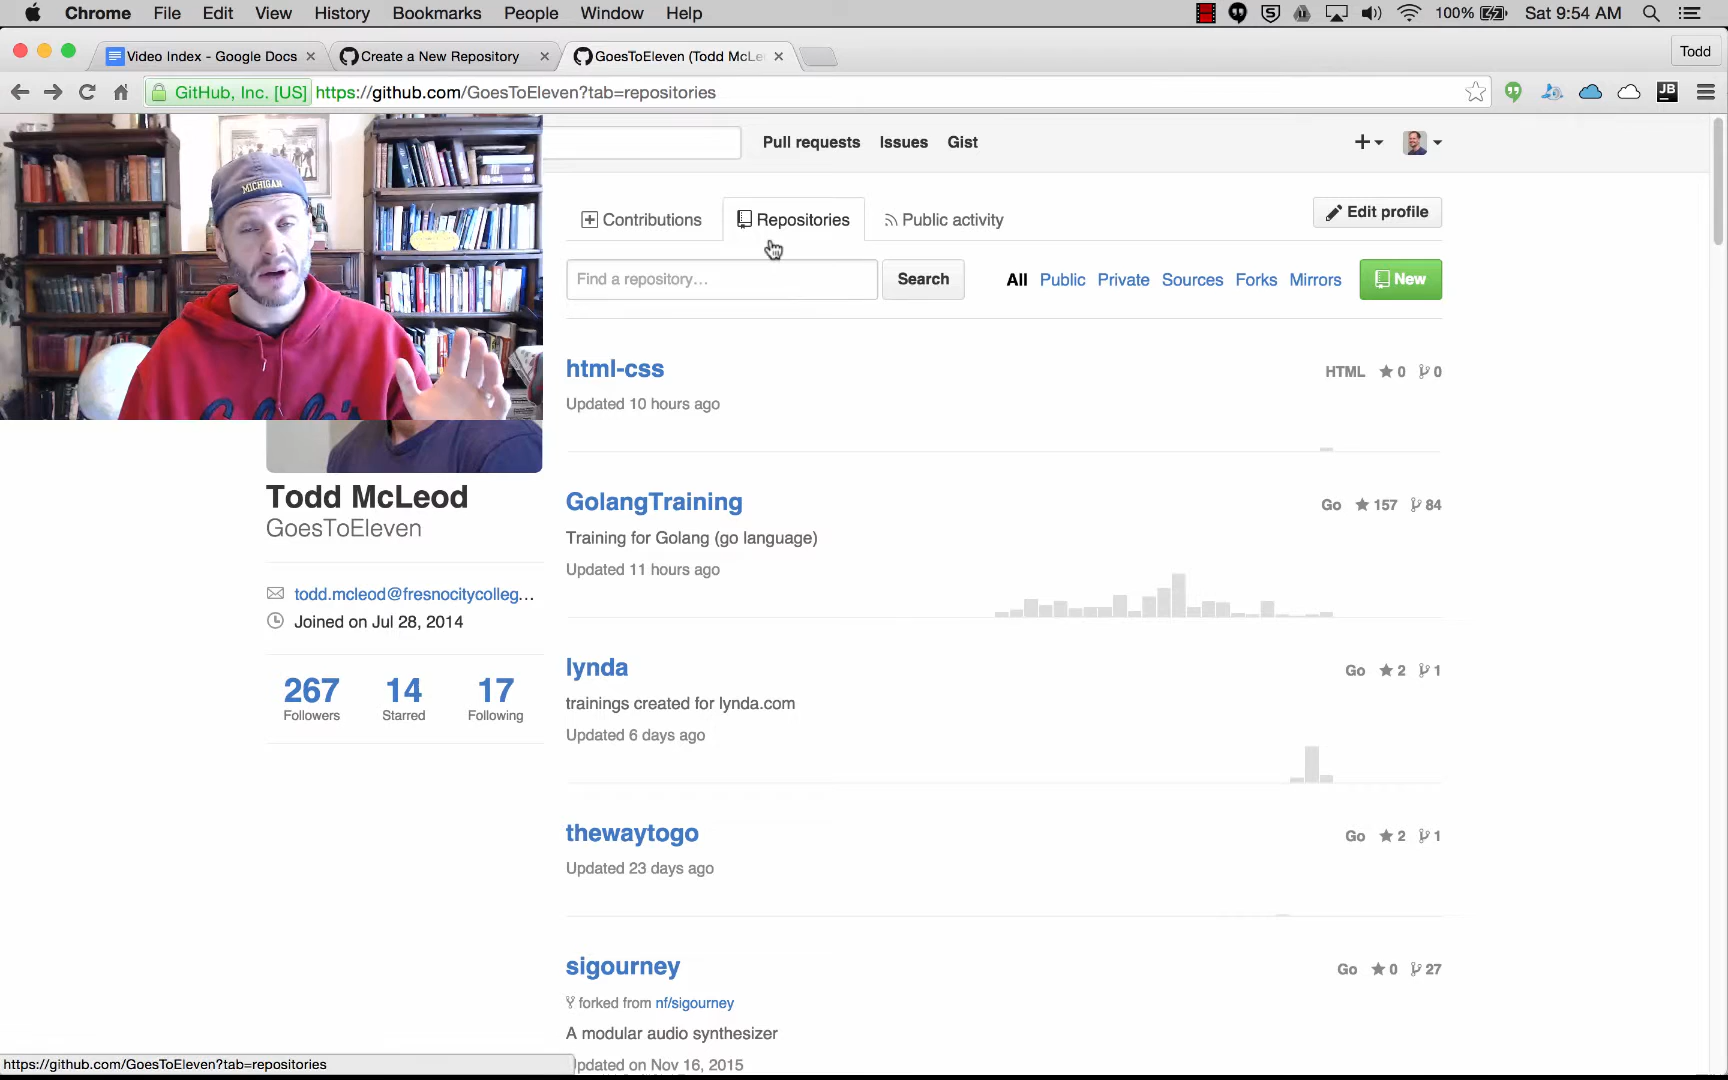 Chrome File Edit View History Bookmarks People Window Help
100% Sat 9:54 AM
Video Index - Google Docs
Create a New Repository
GoesToEleven (Todd McLe
Todd
GitHub, Inc. [US] https://github.com/GoesToEleven?tab=repositories
JB
MICHIGAN
Pull requests Issues Gist
Contributions Repositories Public activity
Edit profile
Find a repository… Search All Public Private Sources Forks Mirrors New
html-css
HTML 0 0
Updated 10 hours ago
GolangTraining
Go 157 84
Training for Golang (go language)
Updated 11 hours ago
lynda
Go 2 1
trainings created for lynda.com
Updated 6 days ago
thewaytogo
Go 2 1
Updated 23 days ago
sigourney
Go 0 27
forked from nf/sigourney
A modular audio synthesizer
pdated on Nov 16, 2015
Todd McLeod
GoesToEleven
todd.mcleod@fresnocitycolleg…
Joined on Jul 28, 2014
267 14 17
Followers Starred Following
https://github.com/GoesToEleven?tab=repositories